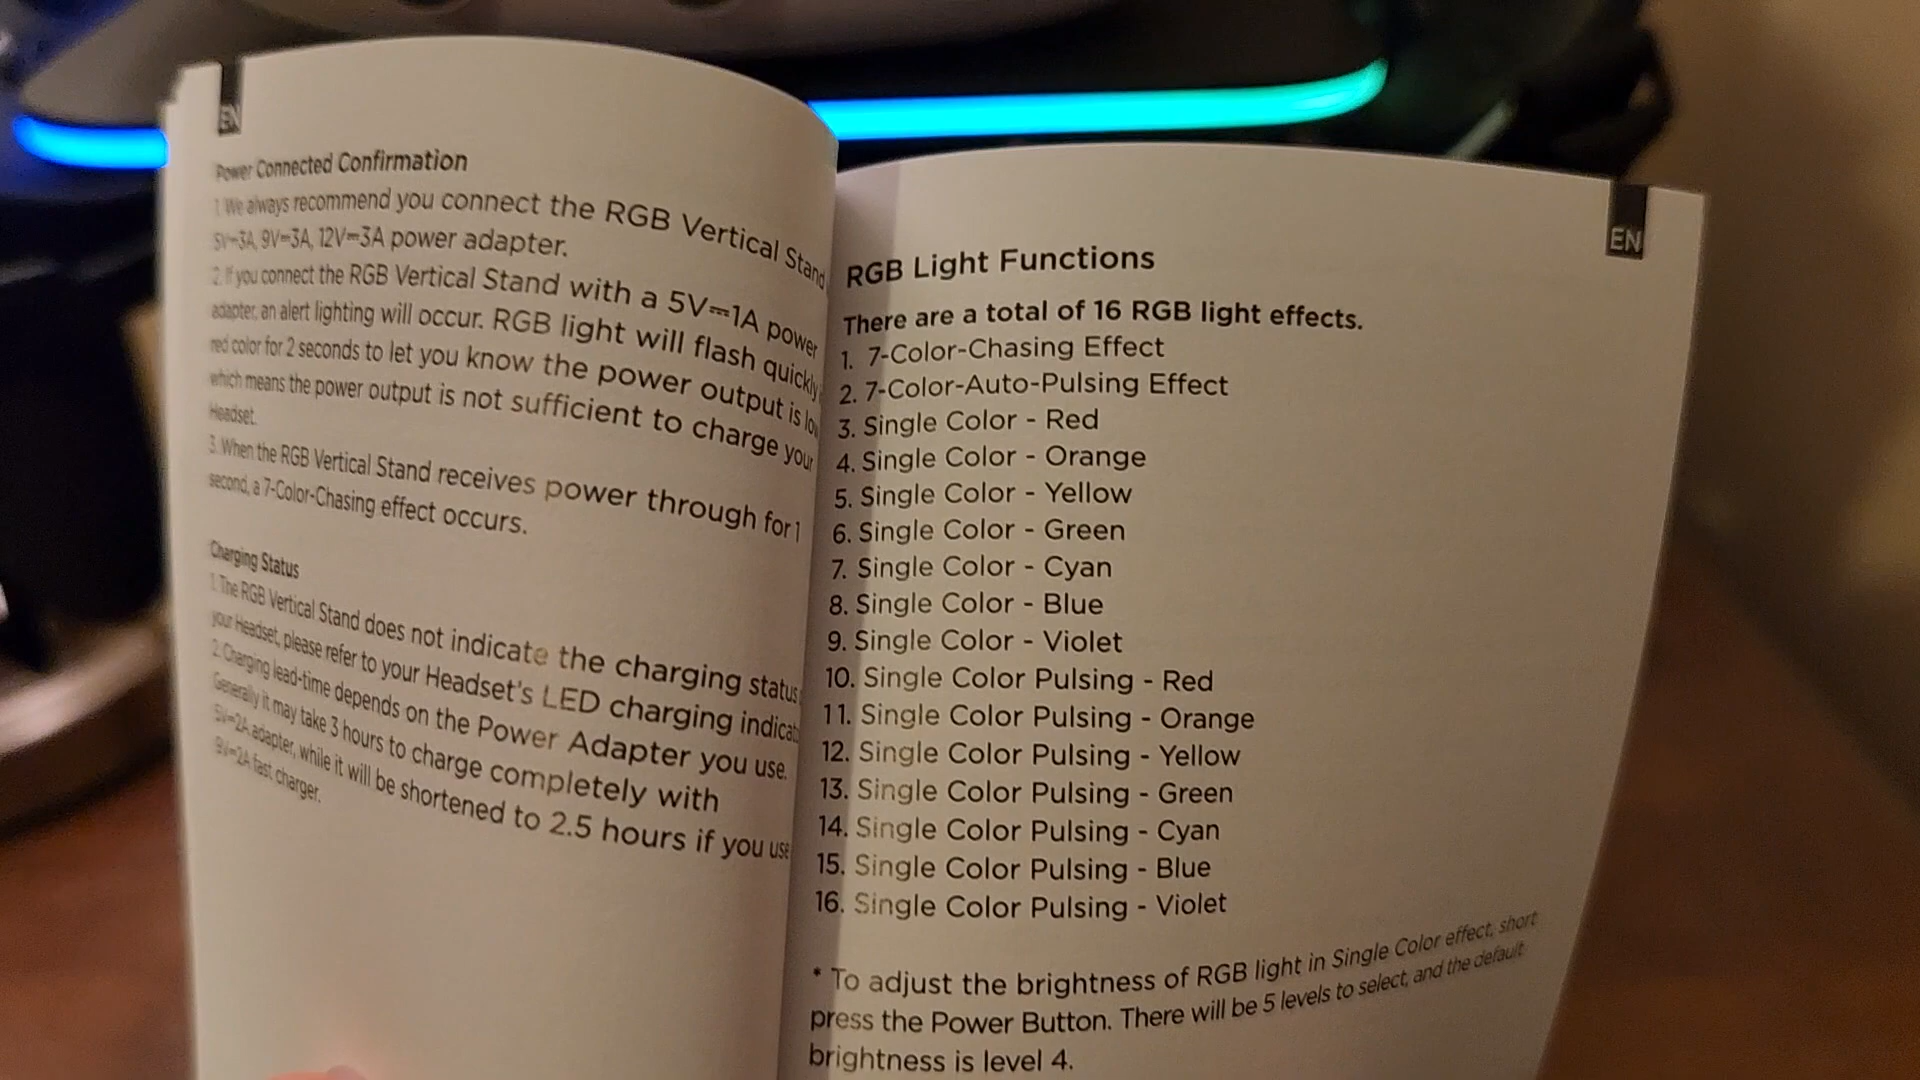 EN
Power Connected Confirmation
1. We always recommend you connect the RGB Vertical Stand
5V⎓3A, 9V⎓3A, 12V⎓3A power adapter.
2. If you connect the RGB Vertical Stand with a 5V⎓1A power
adapter, an alert lighting will occur. RGB light will flash quickly
red color for 2 seconds to let you know the power output is low
which means the power output is not sufficient to charge your
Headset.
3. When the RGB Vertical Stand receives power through for 1
second, a 7-Color-Chasing effect occurs.
Charging Status
1. The RGB Vertical Stand does not indicate the charging status
your Headset, please refer to your Headset's LED charging indicat
2. Charging lead-time depends on the Power Adapter you use.
Generally it may take 3 hours to charge completely with
5V⎓2A adapter, while it will be shortened to 2.5 hours if you use
9V⎓2A fast charger.
EN
RGB Light Functions
There are a total of 16 RGB light effects.
1. 7-Color-Chasing Effect
2. 7-Color-Auto-Pulsing Effect
3. Single Color - Red
4. Single Color - Orange
5. Single Color - Yellow
6. Single Color - Green
7. Single Color - Cyan
8. Single Color - Blue
9. Single Color - Violet
10. Single Color Pulsing - Red
11. Single Color Pulsing - Orange
12. Single Color Pulsing - Yellow
13. Single Color Pulsing - Green
14. Single Color Pulsing - Cyan
15. Single Color Pulsing - Blue
16. Single Color Pulsing - Violet
* To adjust the brightness of RGB light in Single Color effect, short
press the Power Button. There will be 5 levels to select, and the default
brightness is level 4.